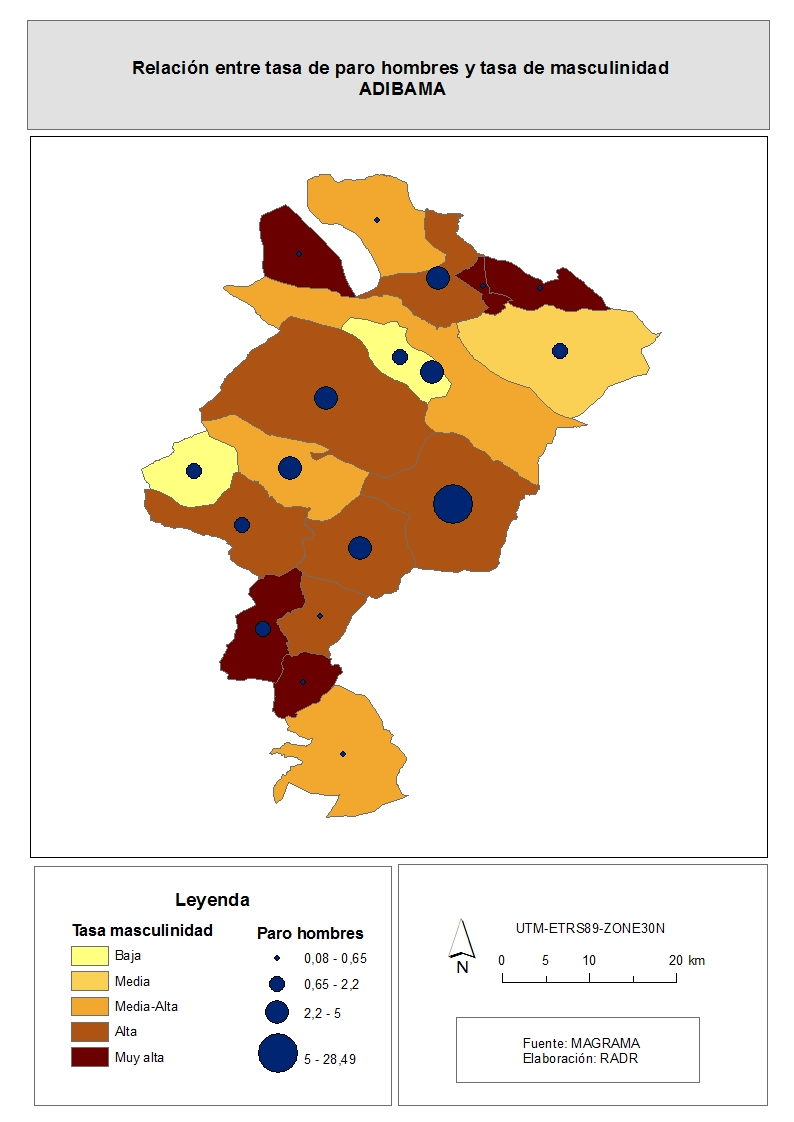 Relación entre tasa de paro hombres y tasa de masculinidad
ADIBAMA
Leyenda
Tasa masculinidad
Baja
Media
Media-Alta
Alta
Muy alta
Paro hombres
0,08 - 0,65
0,65 - 2,2
2,2 - 5
5 - 28,49
N
UTM-ETRS89-ZONE30N
0 5 10 20 km
Fuente: MAGRAMA
Elaboración: RADR